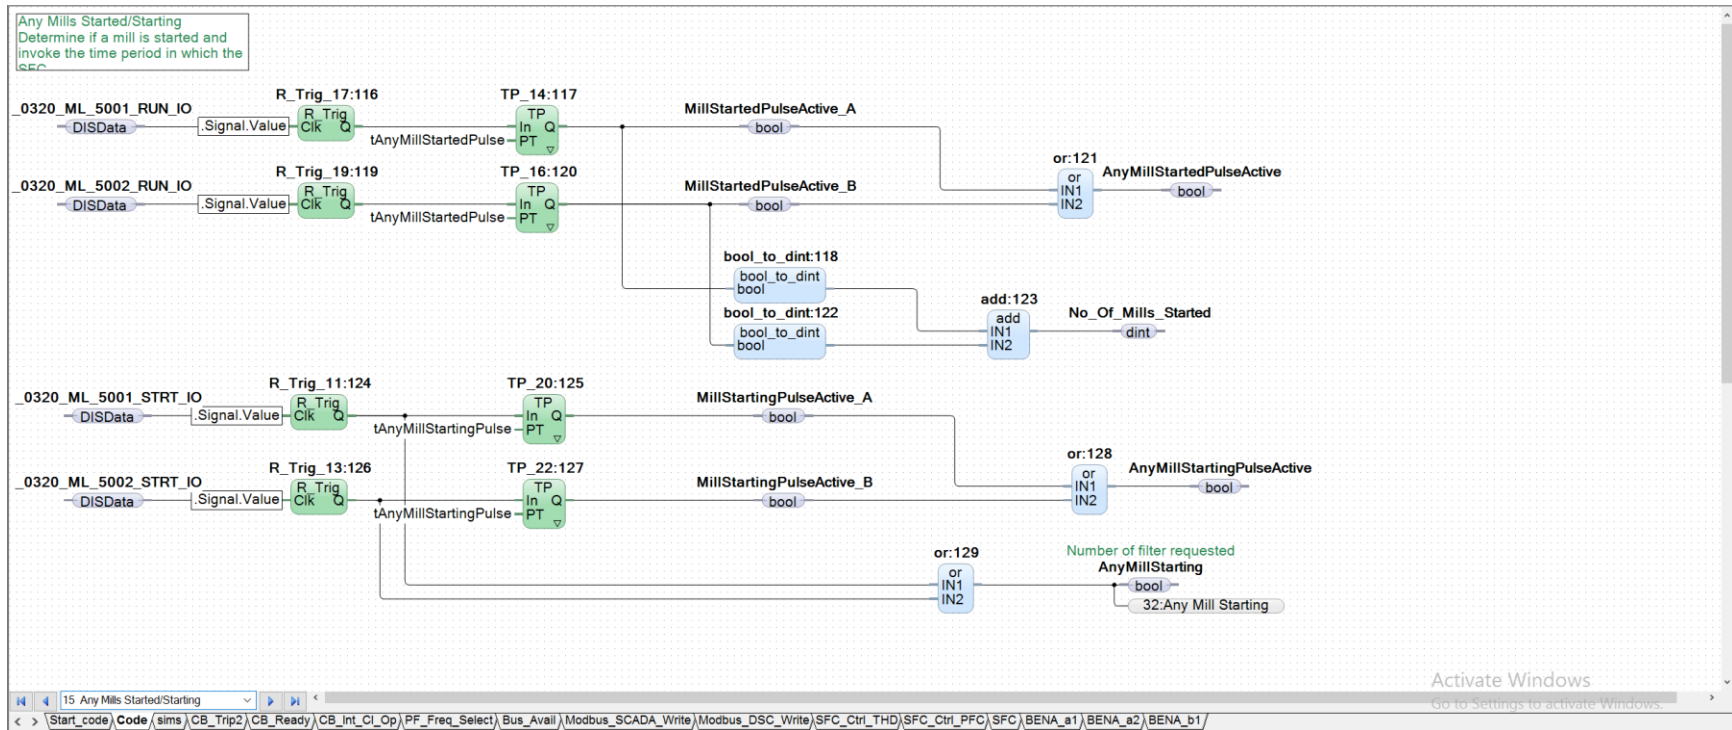 Any Mills Started/Starting
Determine if a mill is started and
invoke the time period in which the
SFC
R_Trig_17:116
TP_14:117
_0320_ML_5001_RUN_IO
R_Trig
TP
MillStartedPulseActive_A
DISData
.Signal.Value
Clk Q
In Q
bool
tAnyMillStartedPulse
PT
or:121
R_Trig_19:119
TP_16:120
or
AnyMillStartedPulseActive
_0320_ML_5002_RUN_IO
R_Trig
TP
MillStartedPulseActive_B
IN1
bool
DISData
.Signal.Value
Clk Q
In Q
bool
IN2
tAnyMillStartedPulse
PT
bool_to_dint:118
bool_to_dint
bool
add:123
bool_to_dint:122
add
No_Of_Mills_Started
bool_to_dint
IN1
dint
bool
IN2
R_Trig_11:124
TP_20:125
_0320_ML_5001_STRT_IO
R_Trig
TP
MillStartingPulseActive_A
DISData
.Signal.Value
Clk Q
In Q
bool
tAnyMillStartingPulse
PT
or:128
R_Trig_13:126
TP_22:127
or
AnyMillStartingPulseActive
_0320_ML_5002_STRT_IO
R_Trig
TP
MillStartingPulseActive_B
IN1
bool
DISData
.Signal.Value
Clk Q
In Q
bool
IN2
tAnyMillStartingPulse
PT
or:129
Number of filter requested
or
AnyMillStarting
IN1
bool
IN2
32:Any Mill Starting
Activate Windows
Go to Settings to activate Windows.
15 Any Mills Started/Starting
Start_code Code sims CB_Trip2 CB_Ready CB_Int_Cl_Op PF_Freq_Select Bus_Avail Modbus_SCADA_Write Modbus_DSC_Write SFC_Ctrl_THD SFC_Ctrl_PFC SFC BENA_a1 BENA_a2 BENA_b1